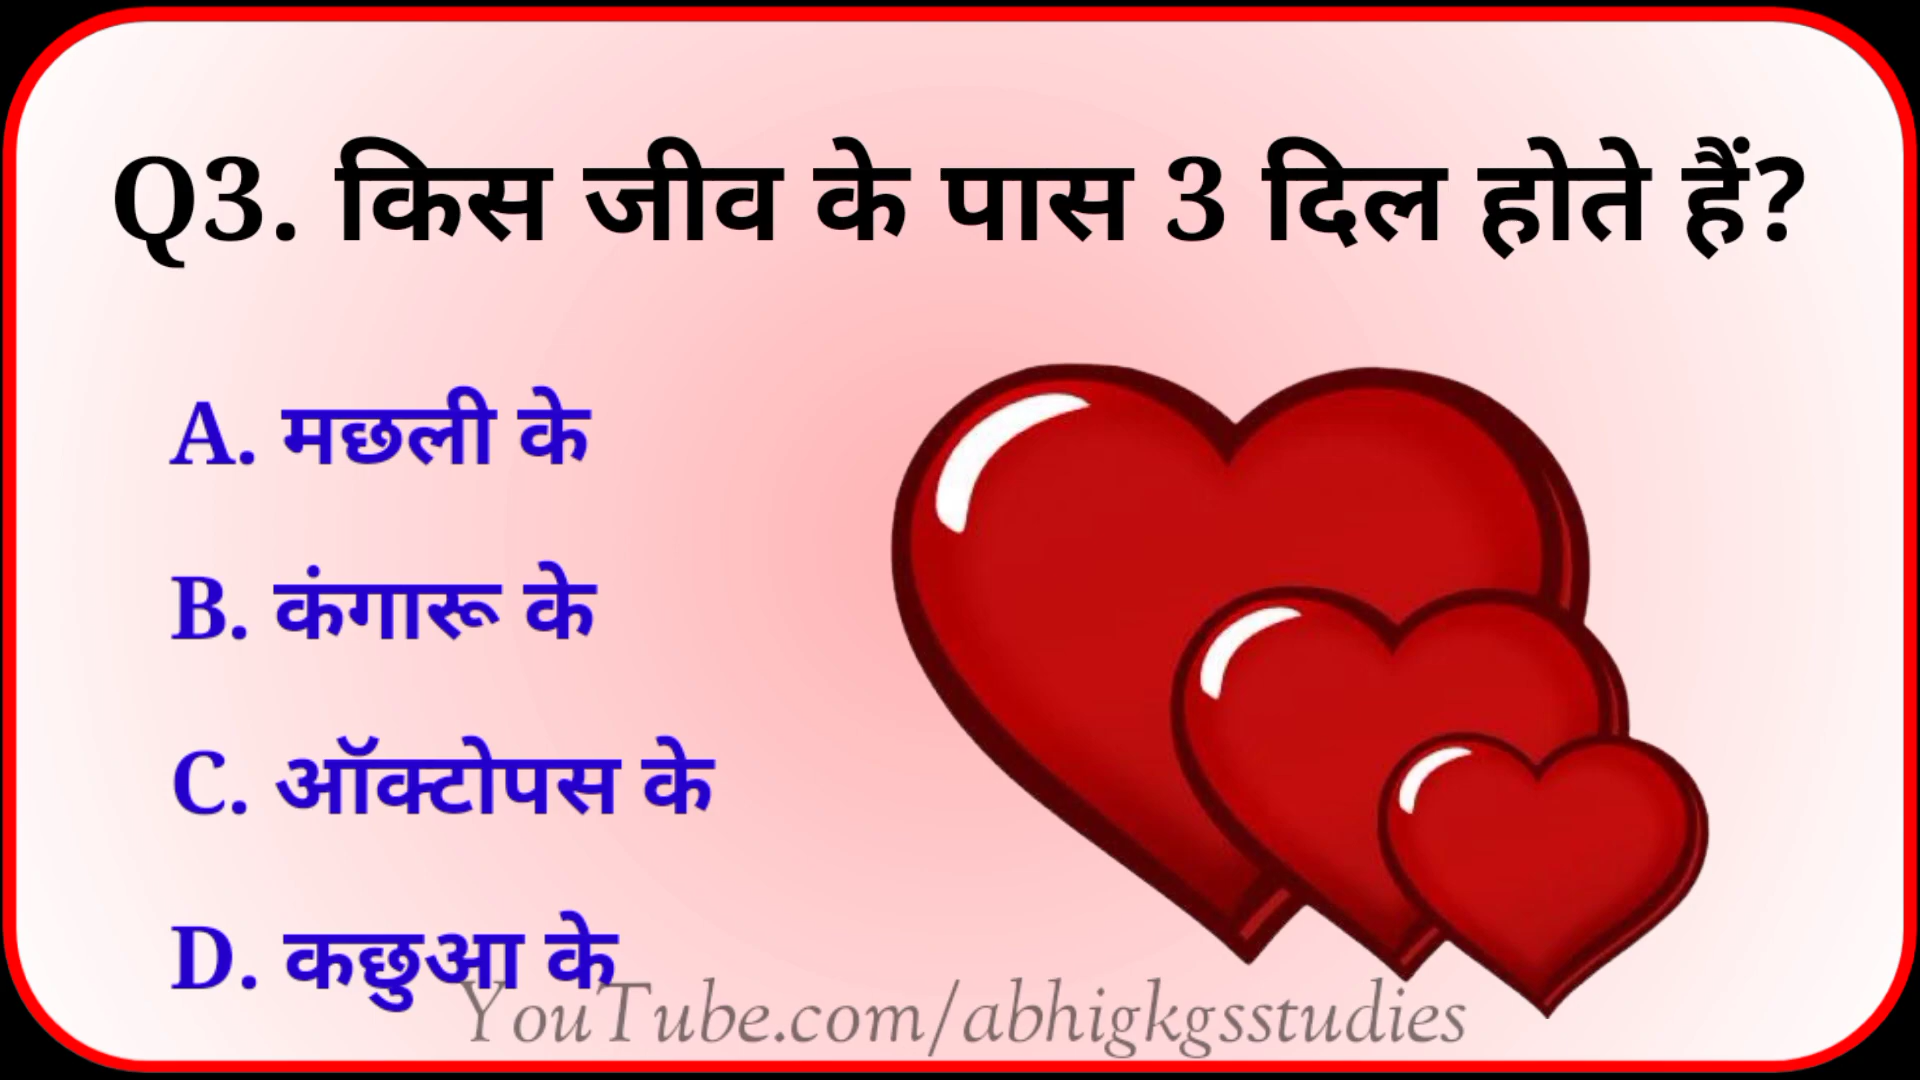 Q3. किस जीव के पास 3 दिल होते हैं?
A. मछली के
B. कंगारू के
C. ऑक्टोपस के
D. कछुआ के
YouTube.com/abhigkgsstudies